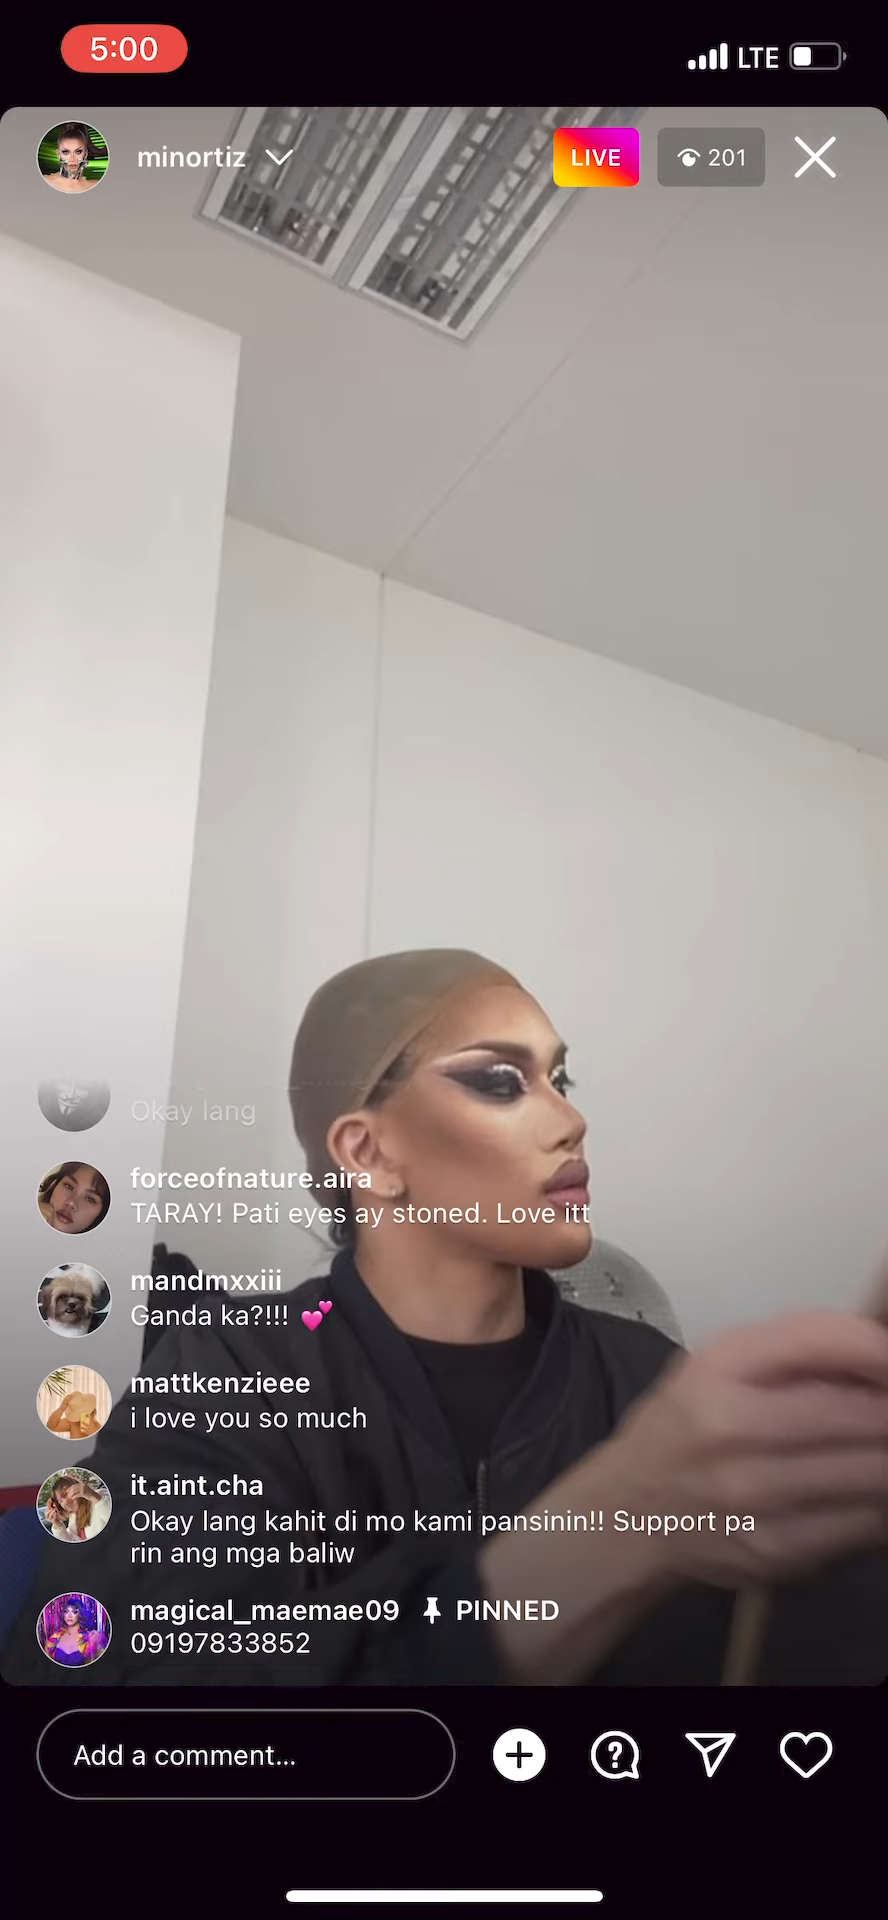 5:00
LTE
minortiz
LIVE
201
Okay lang
forceofnature.aira
TARAY! Pati eyes ay stoned. Love itt
mandmxxiii
Ganda ka?!!! 💕
mattkenzieee
i love you so much
it.aint.cha
Okay lang kahit di mo kami pansinin!! Support pa
rin ang mga baliw
magical_maemae09 PINNED
09197833852
Add a comment...